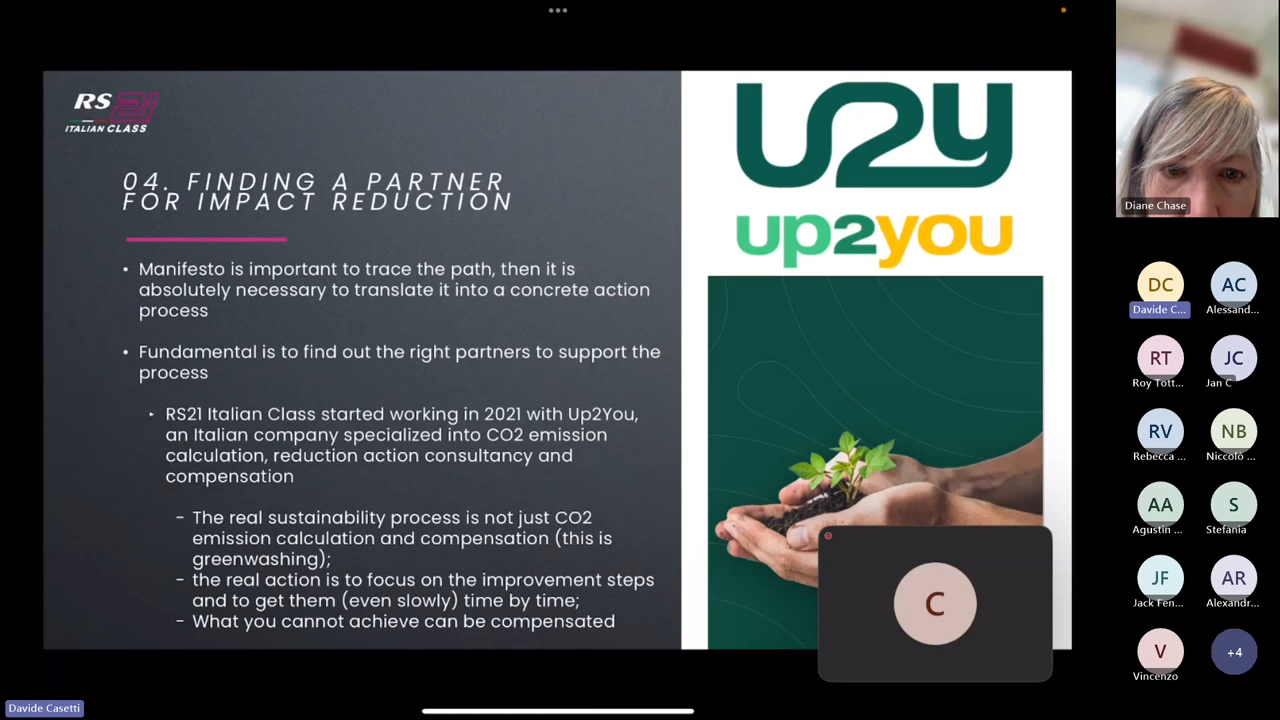 RS 21
ITALIAN CLASS
04. FINDING A PARTNER
FOR IMPACT REDUCTION
• Manifesto is important to trace the path, then it is
absolutely necessary to translate it into a concrete action
process
• Fundamental is to find out the right partners to support the
process
‣ RS21 Italian Class started working in 2021 with Up2You,
an Italian company specialized into CO2 emission
calculation, reduction action consultancy and
compensation
- The real sustainability process is not just CO2
emission calculation and compensation (this is
greenwashing);
- the real action is to focus on the improvement steps
and to get them (even slowly) time by time;
- What you cannot achieve can be compensated
U2y
up2you
C
Davide Casetti
Diane Chase
DC
AC
Davide C...
Alessand...
RT
JC
Roy Tott...
Jan C
RV
NB
Rebecca ...
Niccolò ...
AA
S
Agustin ...
Stefania
JF
AR
Jack Fen...
Alexandr...
V
+4
Vincenzo